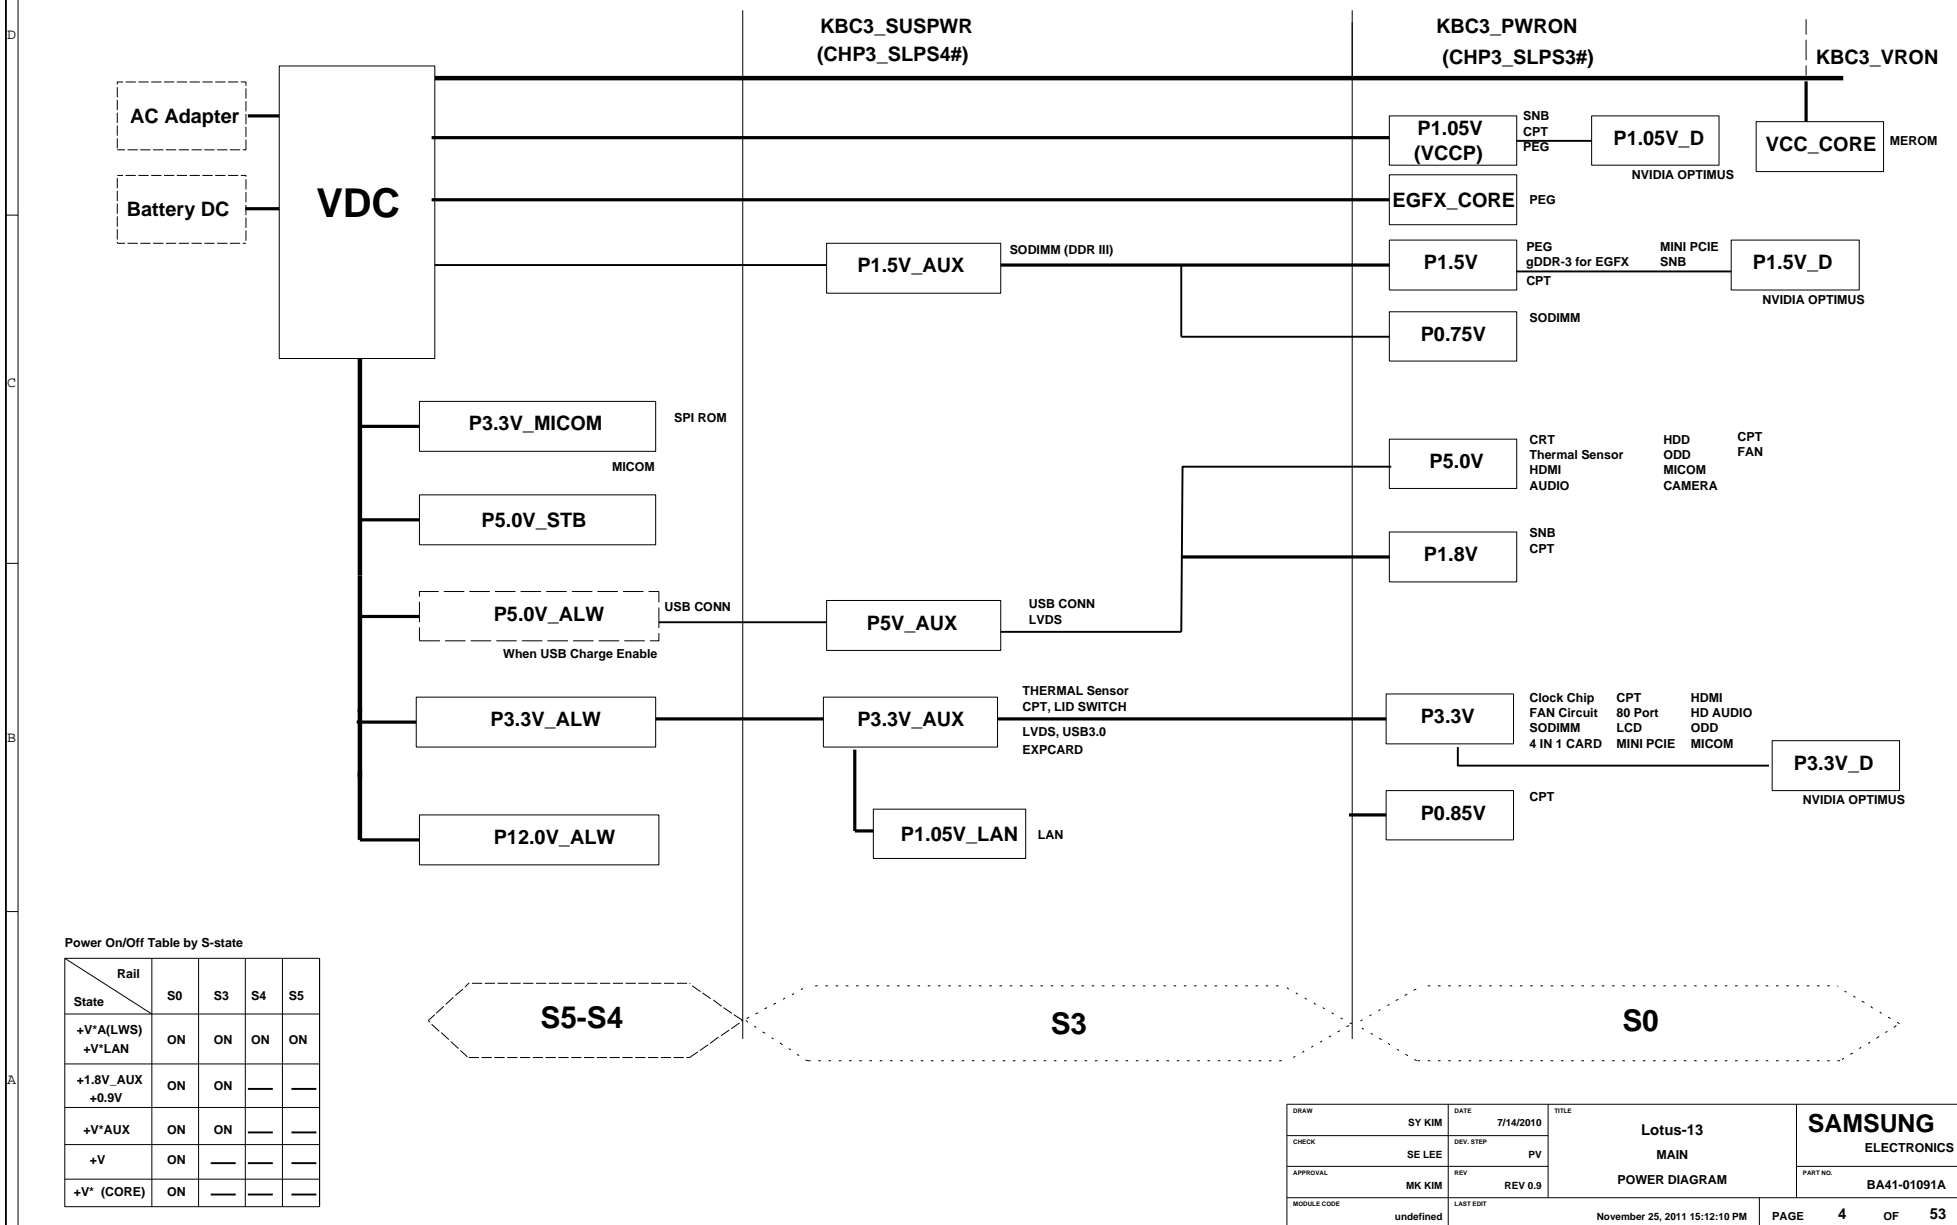 D
C
B
A
KBC3_SUSPWR
(CHP3_SLPS4#)
KBC3_PWRON
(CHP3_SLPS3#)
KBC3_VRON
AC Adapter
Battery DC
VDC
P1.05V
(VCCP)
SNB
CPT
PEG
P1.05V_D
NVIDIA OPTIMUS
VCC_CORE
MEROM
EGFX_CORE
PEG
P1.5V_AUX
SODIMM (DDR III)
P1.5V
PEG
gDDR-3 for EGFX
CPT
MINI PCIE
SNB
P1.5V_D
NVIDIA OPTIMUS
P0.75V
SODIMM
P3.3V_MICOM
SPI ROM
MICOM
P5.0V
CRT
Thermal Sensor
HDMI
AUDIO
HDD
ODD
MICOM
CAMERA
CPT
FAN
P5.0V_STB
P1.8V
SNB
CPT
P5.0V_ALW
USB CONN
When USB Charge Enable
P5V_AUX
USB CONN
LVDS
P3.3V_ALW
P3.3V_AUX
THERMAL Sensor
CPT, LID SWITCH
LVDS, USB3.0
EXPCARD
P3.3V
Clock Chip
FAN Circuit
SODIMM
4 IN 1 CARD
CPT
80 Port
LCD
MINI PCIE
HDMI
HD AUDIO
ODD
MICOM
P3.3V_D
NVIDIA OPTIMUS
P12.0V_ALW
P1.05V_LAN
LAN
P0.85V
CPT
Power On/Off Table by S-state
Rail
State S0 S3 S4 S5
+V*A(LWS)
+V*LAN ON ON ON ON
+1.8V_AUX
+0.9V ON ON
+V*AUX ON ON
+V ON
+V* (CORE) ON
S5-S4
S3
S0
DRAW SY KIM
DATE 7/14/2010
CHECK SE LEE
DEV. STEP PV
APPROVAL MK KIM
REV REV 0.9
MODULE CODE undefined
LAST EDIT November 25, 2011 15:12:10 PM
TITLE
Lotus-13
MAIN
POWER DIAGRAM
SAMSUNG
ELECTRONICS
PART NO. BA41-01091A
PAGE 4 OF 53